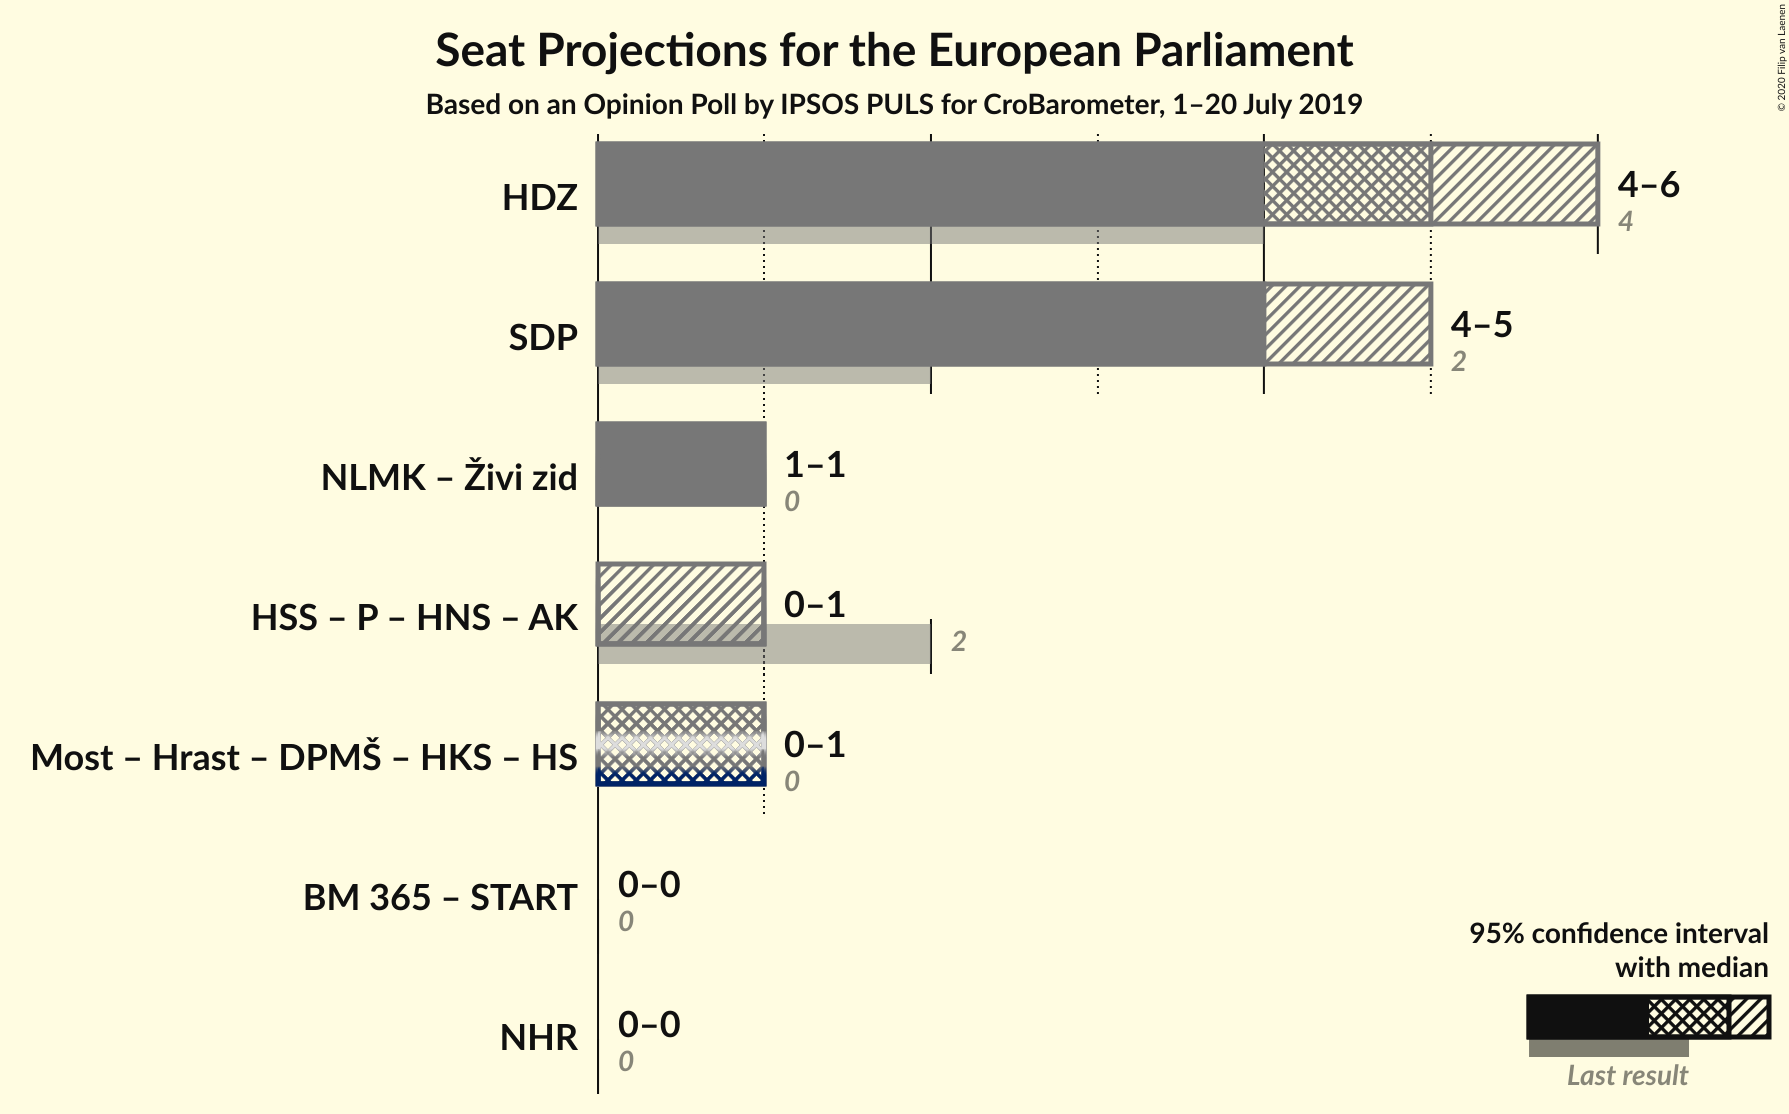 Seat Projections for the European Parliament
Based on an Opinion Poll by IPSOS PULS for CroBarometer, 1–20 July 2019
© 2020 Filip van Laenen
HDZ
4–6
4
SDP
4–5
2
NLMK – Živi zid
1–1
0
HSS – P – HNS – AK
0–1
2
Most – Hrast – DPMŠ – HKS – HS
0–1
0
BM 365 – START
0–0
0
NHR
0–0
0
95% confidence interval
with median
Last result